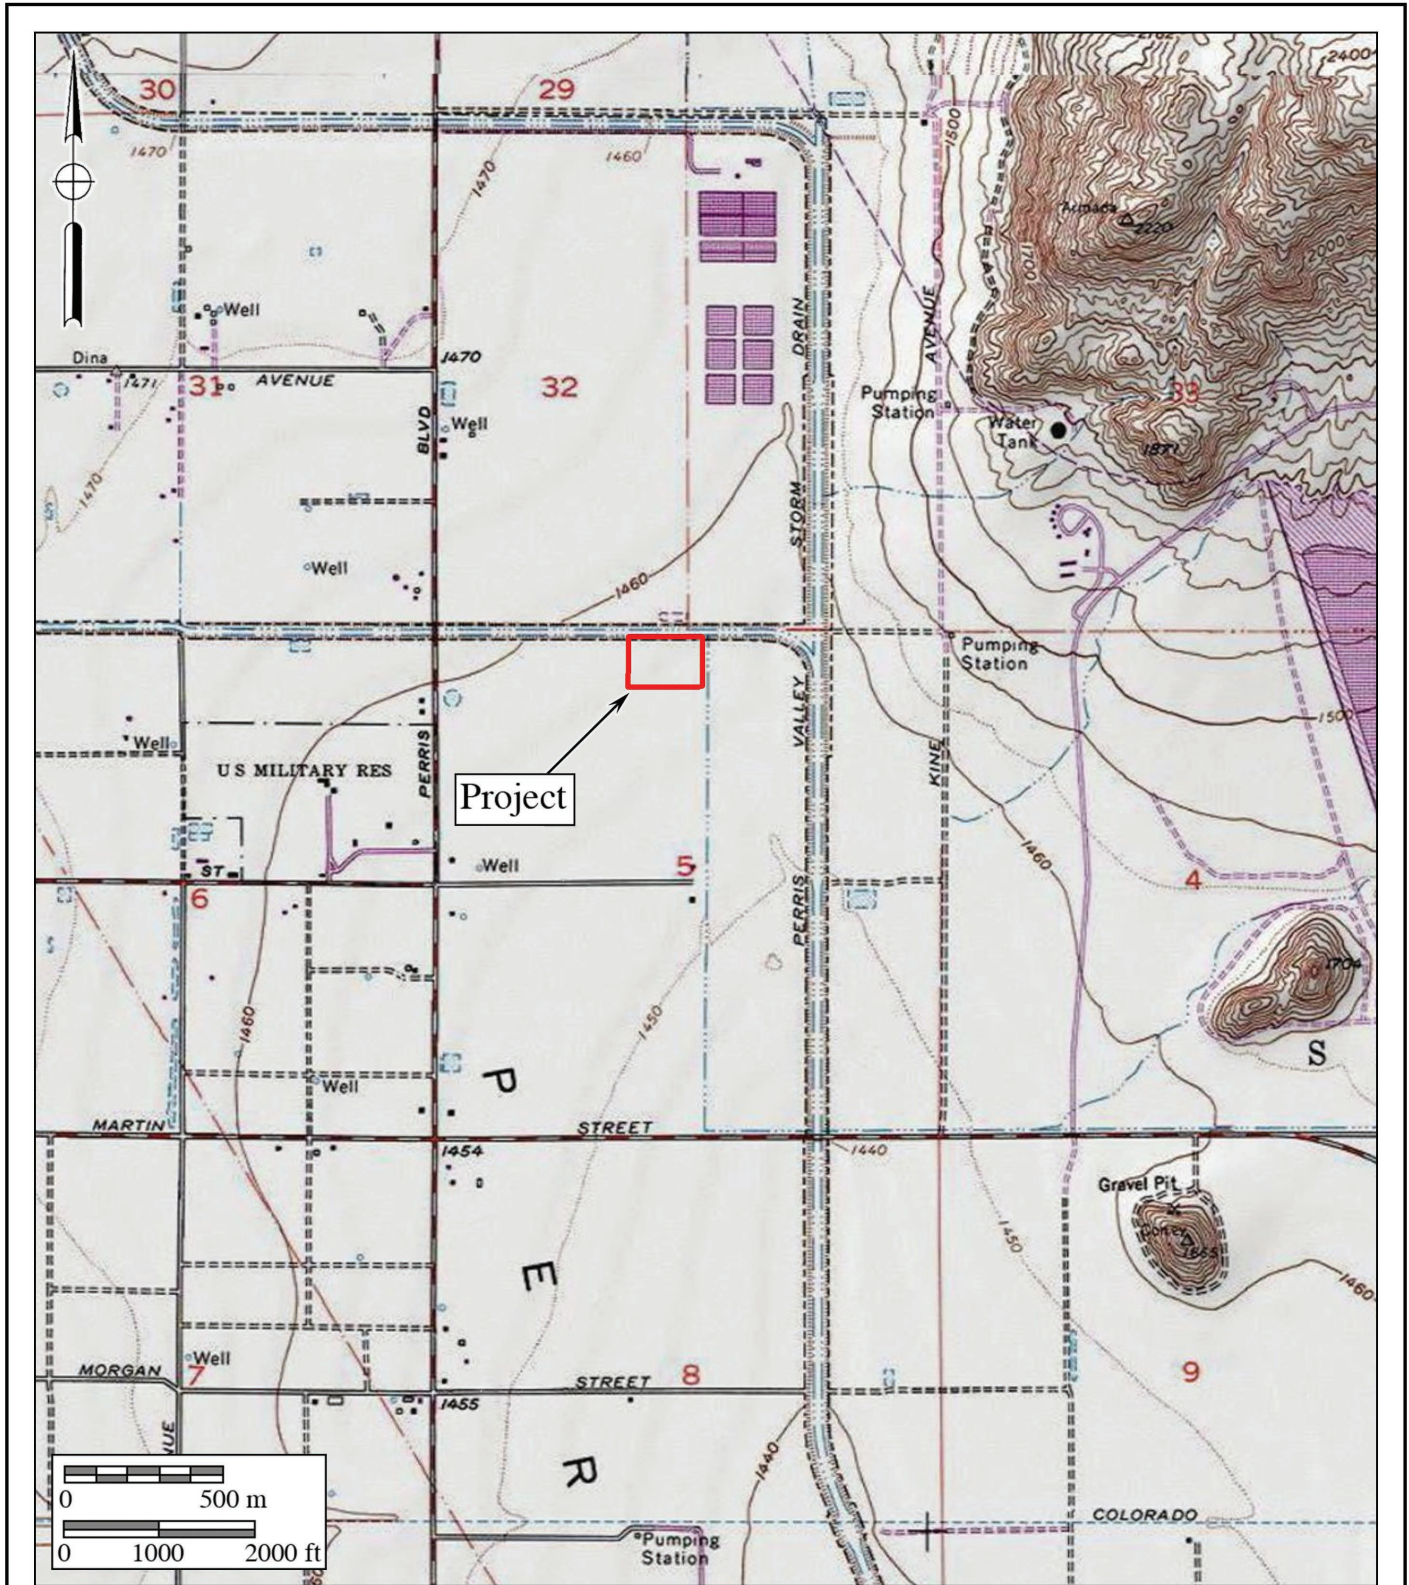 2400
30
29
1470
1460
1500
1470
Armada
2220
1700
2000
Well
DRAIN
AVENUE
Dina
1470
1471
31
AVENUE
32
33
Pumping
Station
BLVD
Well
Water
Tank
1871
1470
STORM
Well
1460
Pumping
Station
VALLEY
1500
Well
U S MILITARY RES
PERRIS
KINE
Project
1460
Well
5
ST
6
4
PERRIS
1704
1460
1450
S
P
Well
MARTIN
STREET
1454
1440
Gravel Pit
1450
E
1665
1460
Well
MORGAN
7
STREET
8
9
1455
R
1440
0 500 m
0 1000 2000 ft
COLORADO
Pumping
Station